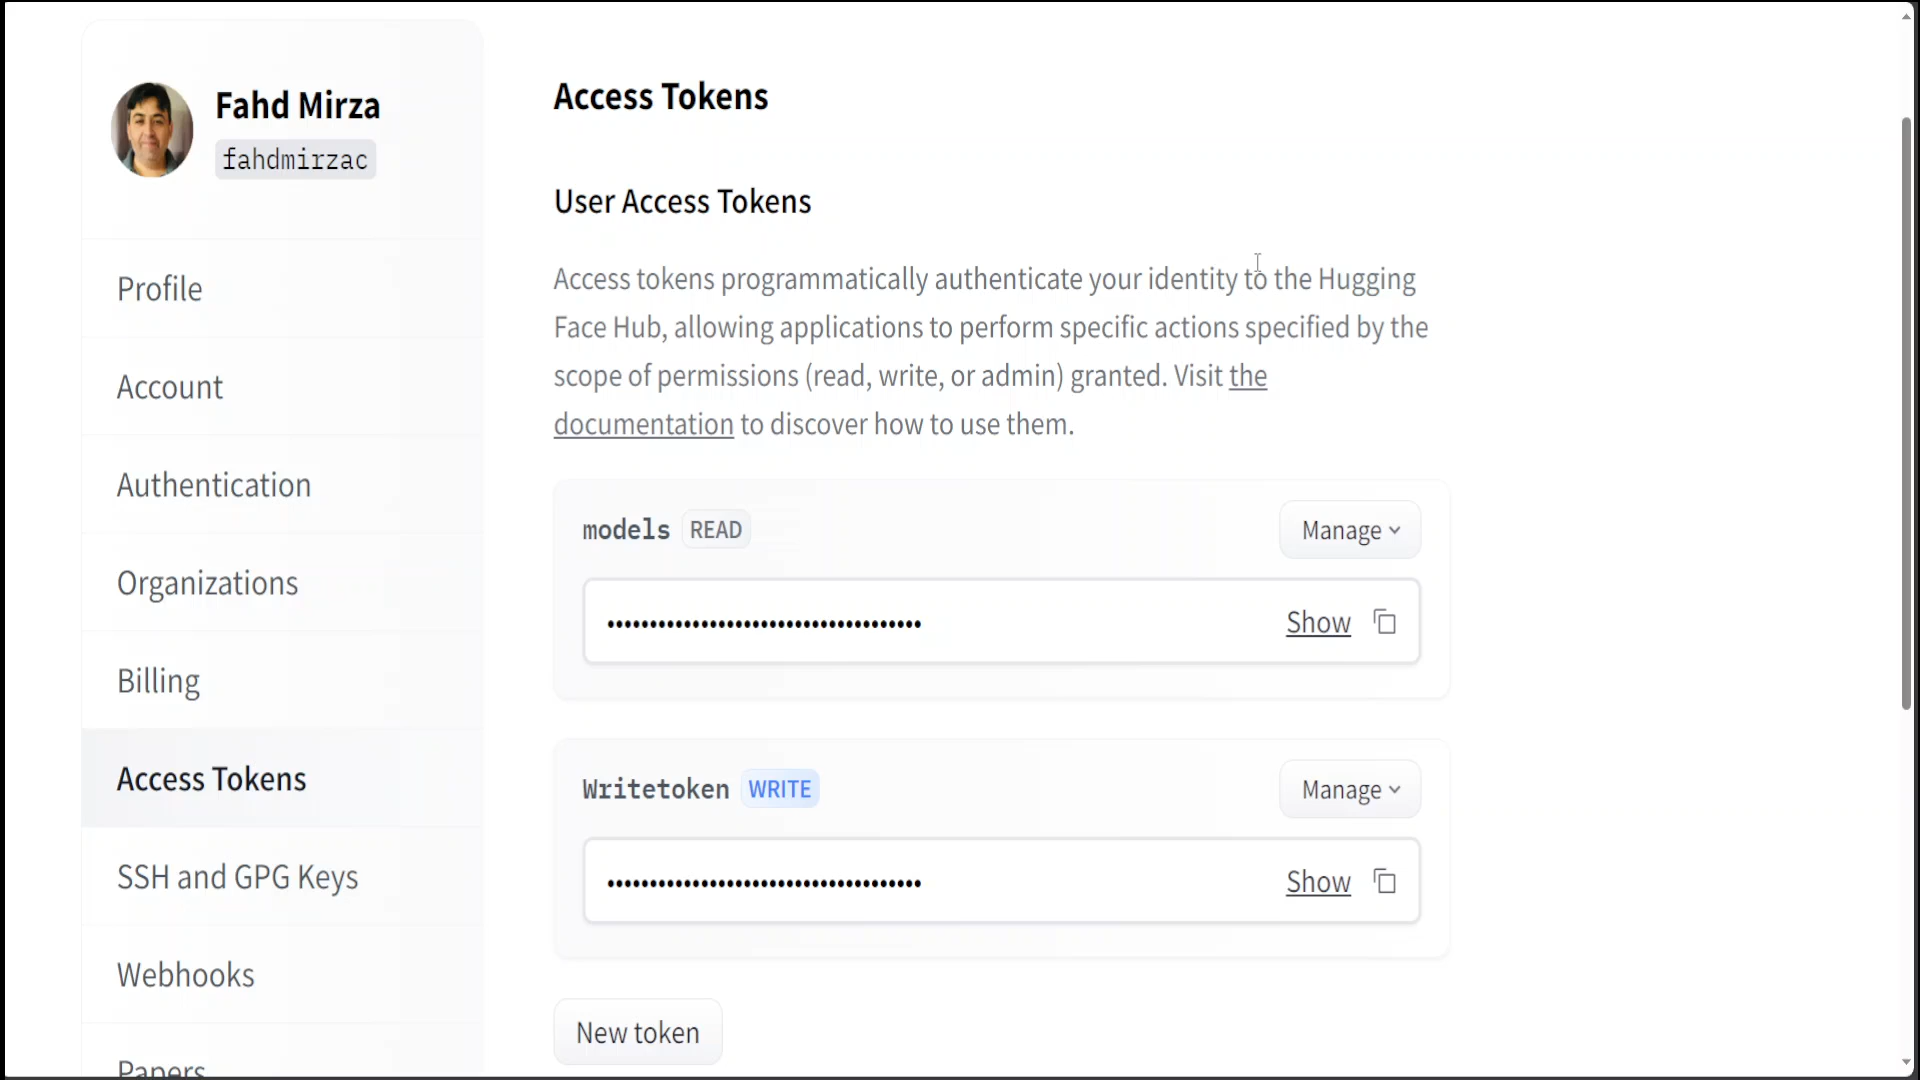 Fahd Mirza
fahdmirzac
Profile
Account
Authentication
Organizations
Billing
Access Tokens
SSH and GPG Keys
Webhooks
Papers
Access Tokens
User Access Tokens
Access tokens programmatically authenticate your identity to the Hugging
Face Hub, allowing applications to perform specific actions specified by the
scope of permissions (read, write, or admin) granted. Visit the
documentation to discover how to use them.
models READ Manage
••••••••••••••••••••••••••••••••••••• Show
Writetoken WRITE Manage
••••••••••••••••••••••••••••••••••••• Show
New token